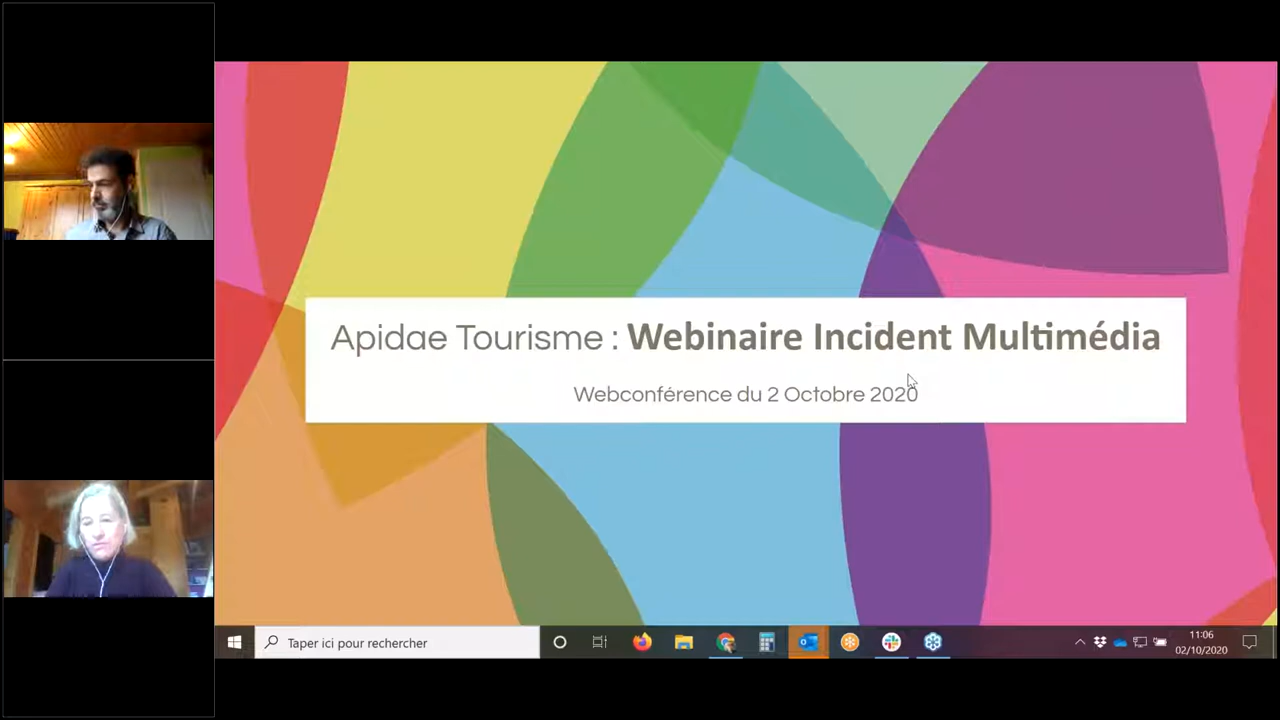 Apidae Tourisme : Webinaire Incident Multimédia
Webconférence du 2 Octobre 2020
Taper ici pour rechercher
11:06
02/10/2020